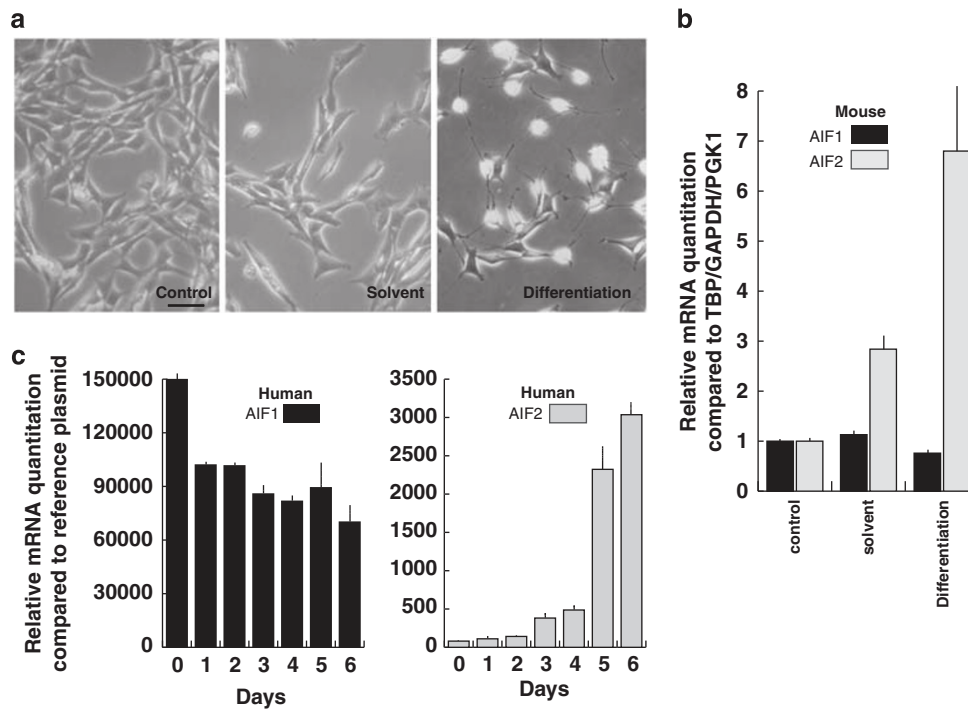 a
Control
Solvent
Differentiation
b
Relative mRNA quantitation
compared to TBP/GAPDH/PGK1
8
7
6
5
4
3
2
1
0
Mouse
AIF1
AIF2
control
solvent
Differentiation
c
Relative mRNA quantitation
compared to reference plasmid
150000
120000
90000
60000
30000
0
Human
AIF1
0 1 2 3 4 5 6
Days
3500
3000
2500
2000
1500
1000
500
0
Human
AIF2
0 1 2 3 4 5 6
Days